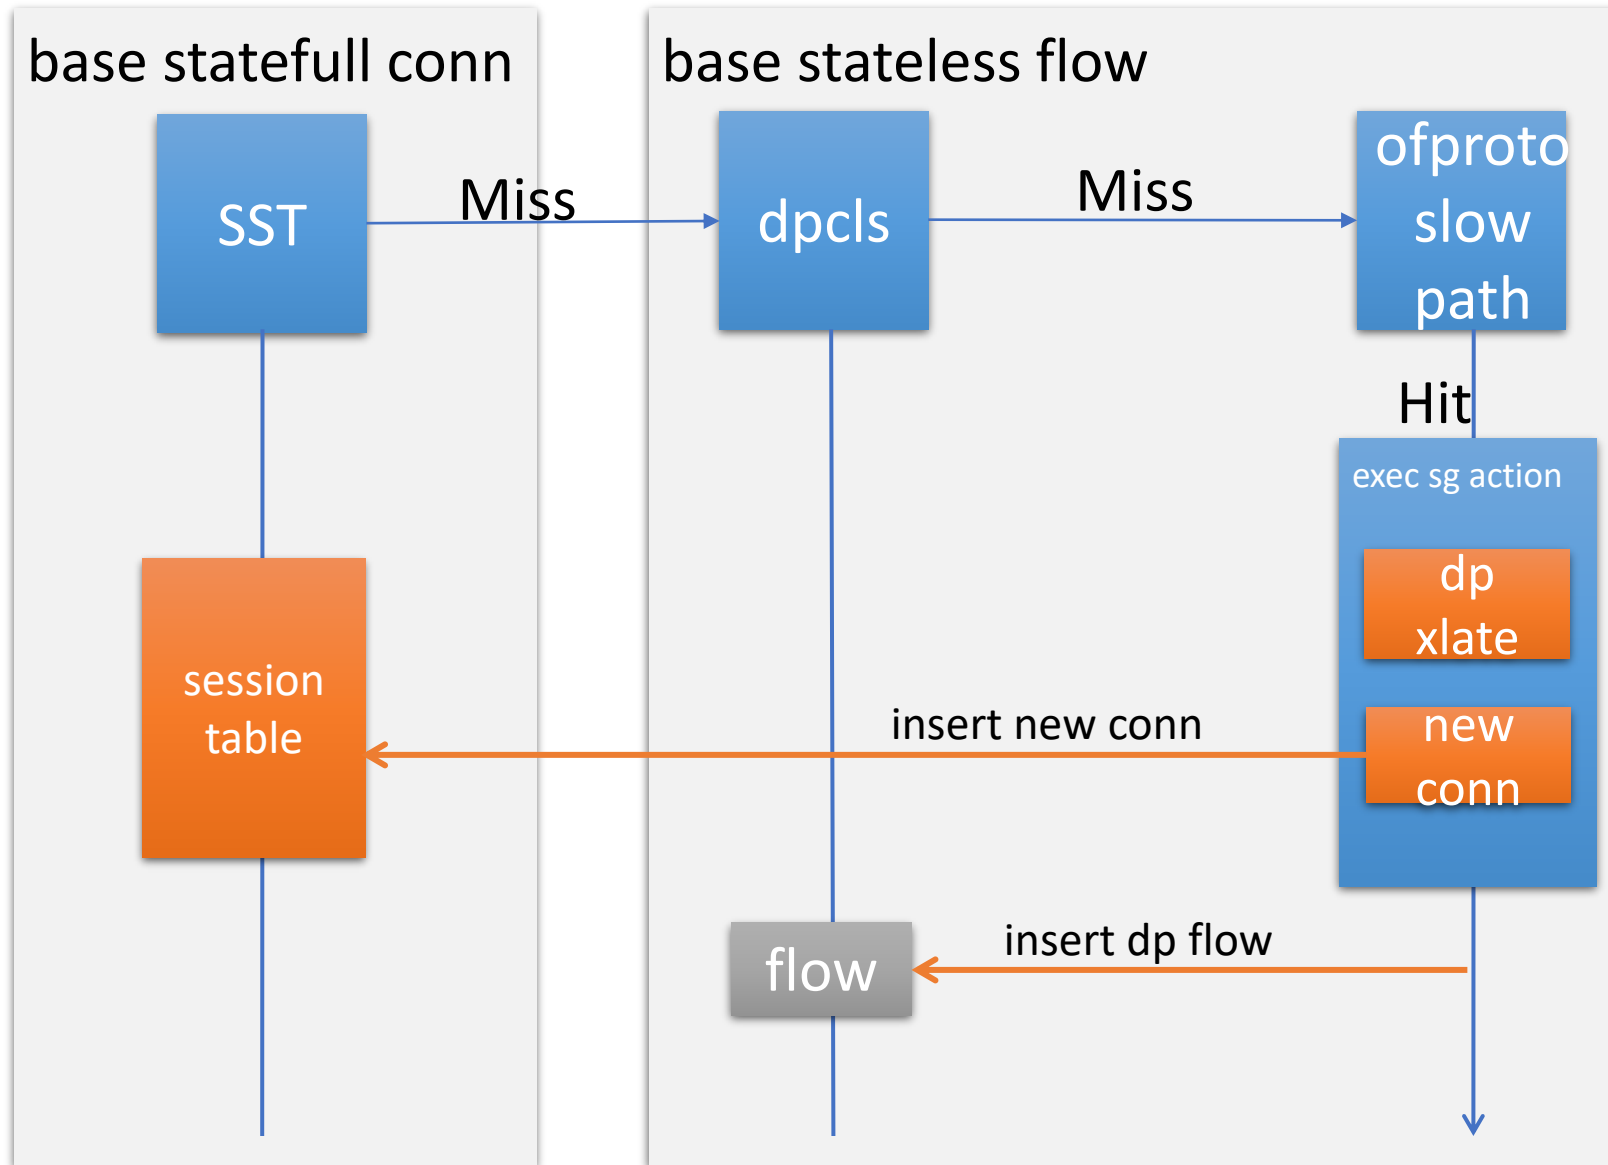 base statefull conn
base stateless flow
SST
Miss
dpcls
Miss
ofproto
slow
path
Hit
exec sg action
dp
xlate
session
table
insert new conn
new
conn
insert dp flow
flow